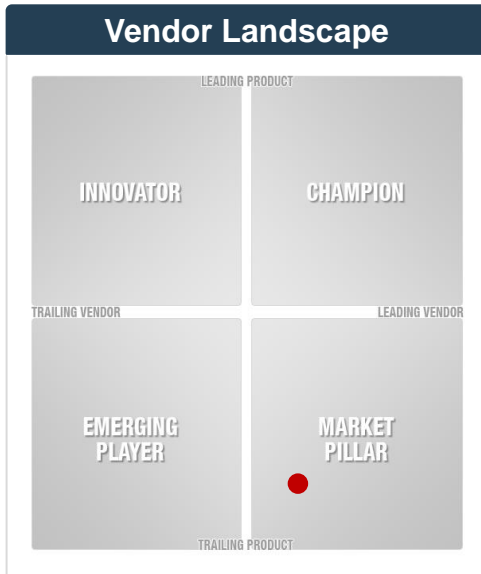 Vendor Landscape
LEADING PRODUCT
INNOVATOR
CHAMPION
TRAILING VENDOR
LEADING VENDOR
EMERGING
PLAYER
MARKET
PILLAR
TRAILING PRODUCT